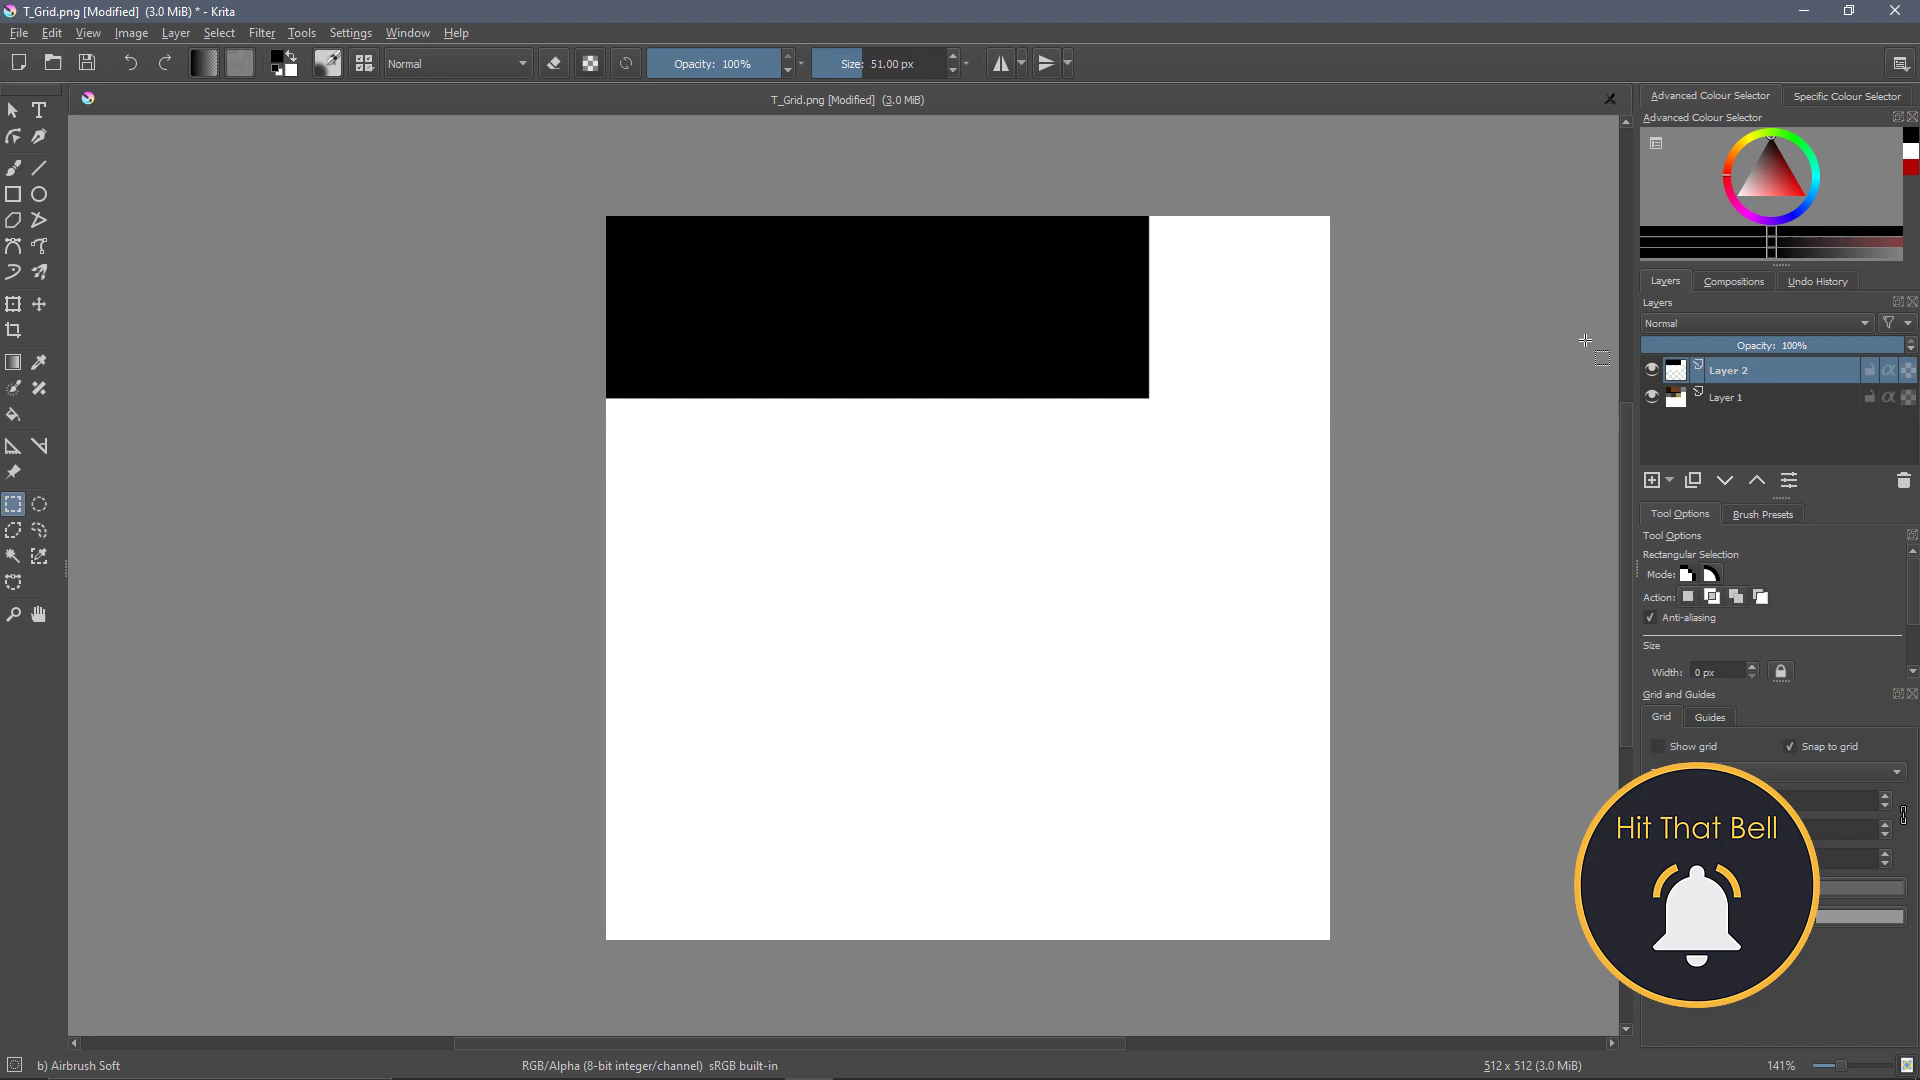 T_Grid.png [Modified] (3.0 MiB) * - Krita
File Edit View Image Layer Select Filter Tools Settings Window Help
Normal
Opacity: 100%
Size: 51.00 px
T_Grid.png [Modified] (3.0 MiB)
Advanced Colour Selector
Specific Colour Selector
Advanced Colour Selector
Layers
Compositions
Undo History
Layers
Normal
Opacity: 100%
Layer 2
Layer 1
Tool Options
Brush Presets
Tool Options
Rectangular Selection
Mode:
Action:
Anti-aliasing
Size
Width: 0 px
Grid and Guides
Grid
Guides
Show grid
Snap to grid
Hit That Bell
b) Airbrush Soft
RGB/Alpha (8-bit integer/channel) sRGB built-in
512 x 512 (3.0 MiB)
141%